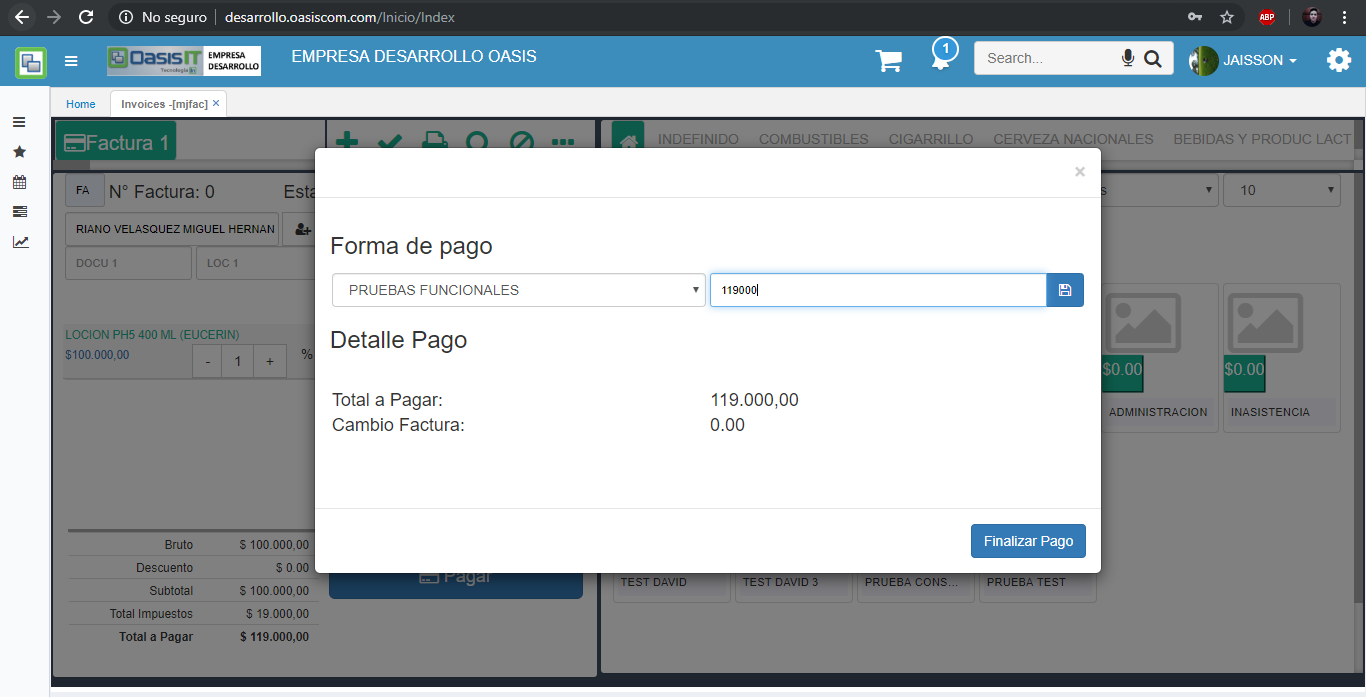 No seguro | desarrollo.oasiscom.com/Inicio/Index
ABP
OasisIT EMPRESA DESARROLLO
Tecnología
EMPRESA DESARROLLO OASIS
1
Search...
JAISSON
Home
Invoices -[mjfac] ×
Factura 1
INDEFINIDO COMBUSTIBLES CIGARRILLO CERVEZA NACIONALES BEBIDAS Y PRODUC LACT
×
FA N° Factura: 0 Esta
s 10
RIANO VELASQUEZ MIGUEL HERNAN
DOCU 1 LOC 1
Forma de pago
PRUEBAS FUNCIONALES 119000
Detalle Pago
LOCION PH5 400 ML (EUCERIN)
$100.000,00 - 1 + %
$0.00 $0.00
ADMINISTRACION INASISTENCIA
Total a Pagar: 119.000,00
Cambio Factura: 0.00
Finalizar Pago
Bruto $ 100.000,00
Descuento $ 0.00
Subtotal $ 100.000,00
Total Impuestos $ 19.000,00
Total a Pagar $ 119.000,00
Pagar
TEST DAVID TEST DAVID 3 PRUEBA CONS... PRUEBA TEST